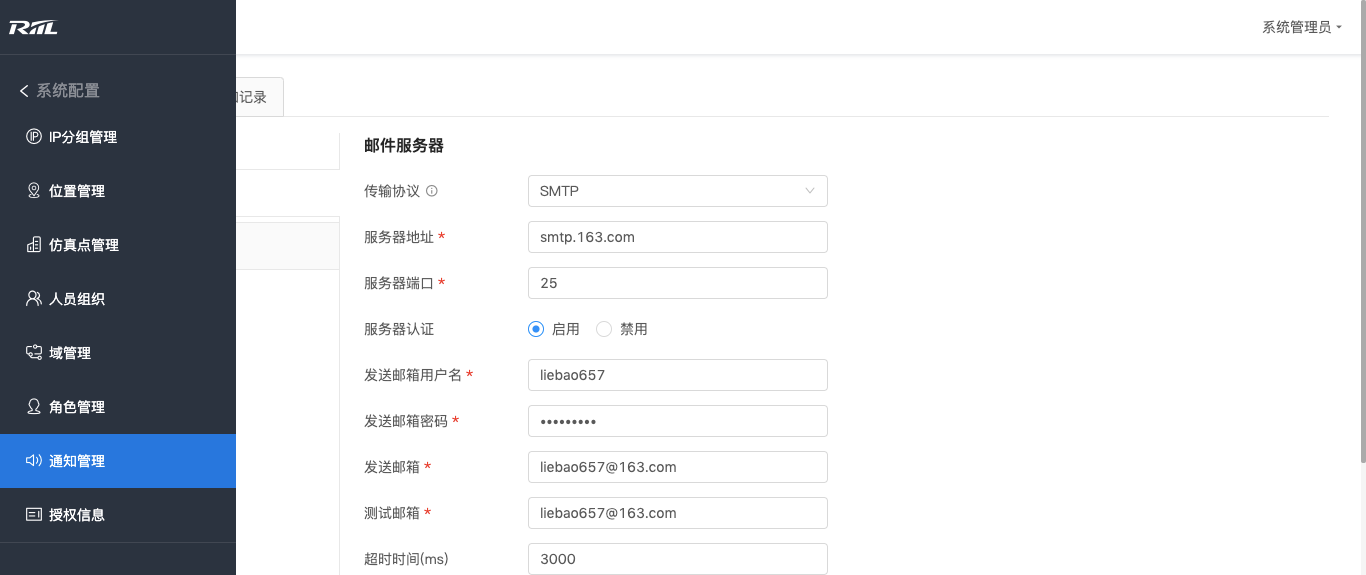 RIIL
系统管理员
系统配置
IP分组管理
位置管理
仿真点管理
人员组织
域管理
角色管理
通知管理
授权信息
记录
邮件服务器
传输协议
SMTP
服务器地址 *
smtp.163.com
服务器端口 *
25
服务器认证
启用
禁用
发送邮箱用户名 *
liebao657
发送邮箱密码 *
•••••••••
发送邮箱 *
liebao657@163.com
测试邮箱 *
liebao657@163.com
超时时间(ms)
3000